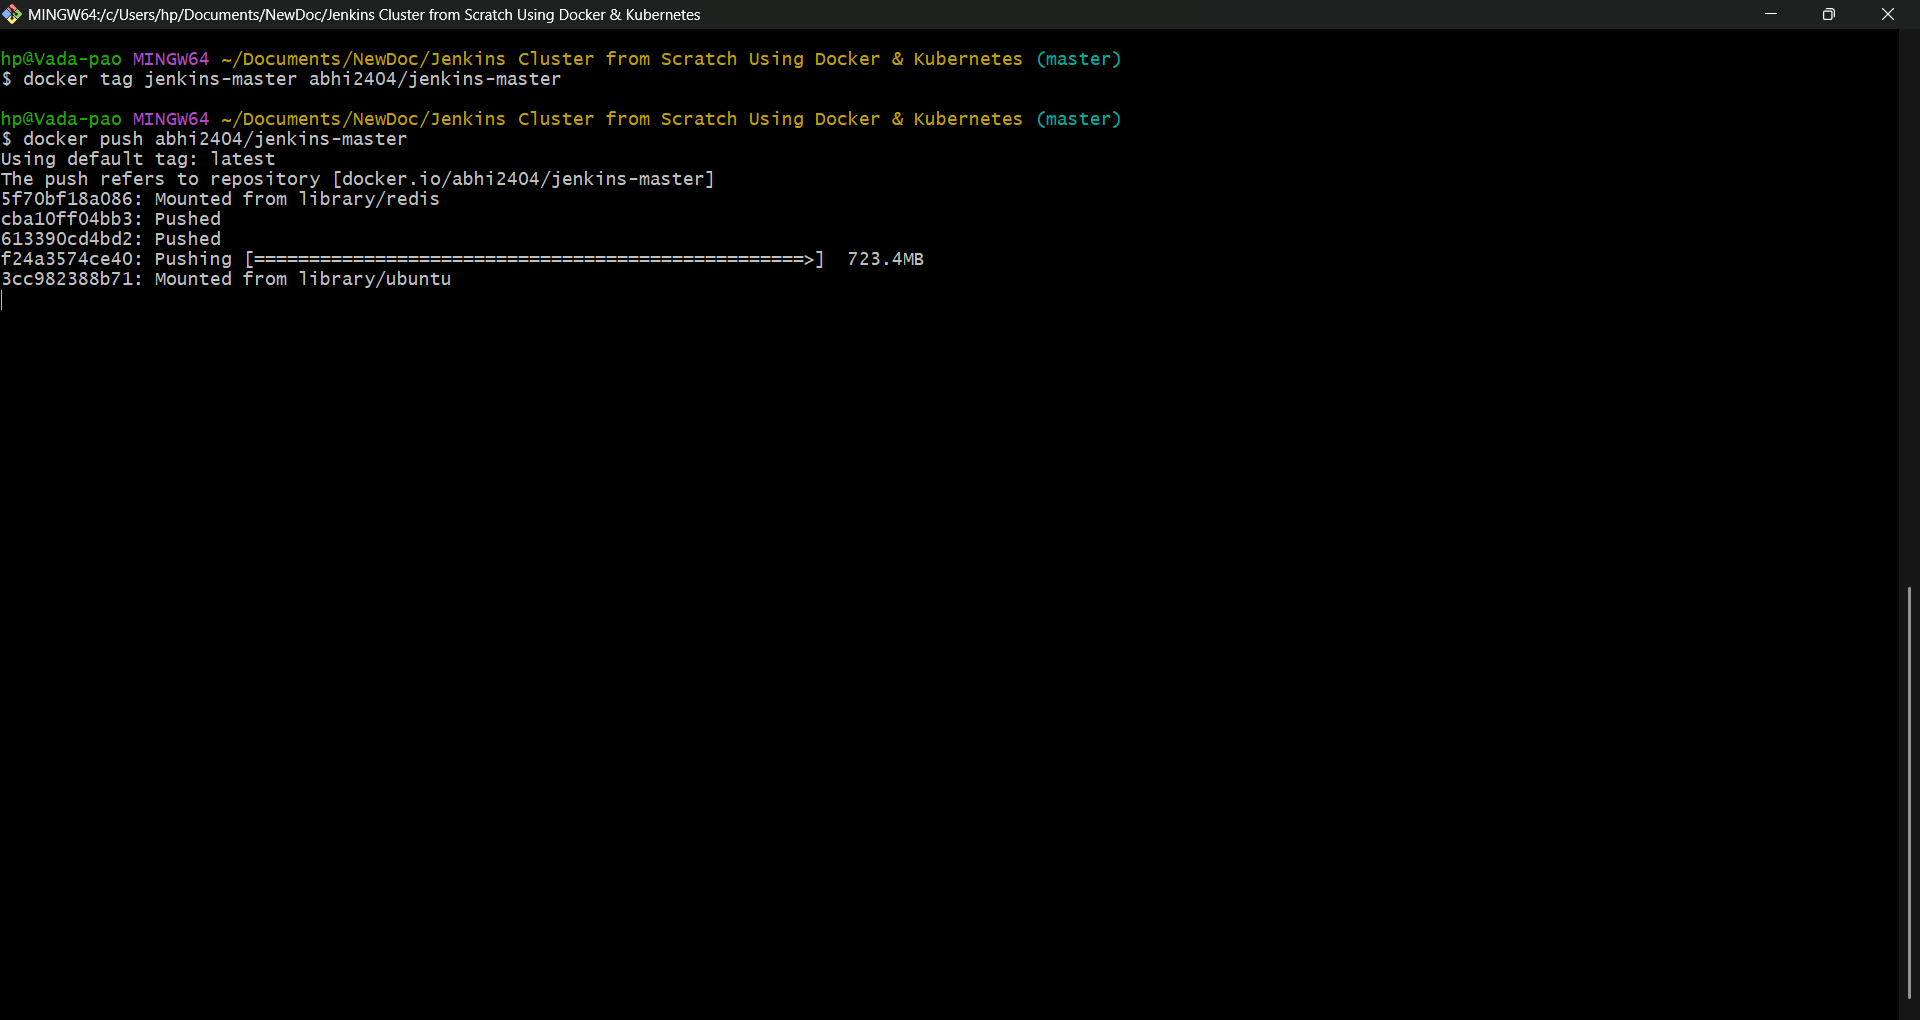 MINGW64:/c/Users/hp/Documents/NewDoc/Jenkins Cluster from Scratch Using Docker & Kubernetes
hp@Vada-pao MINGW64 ~/Documents/NewDoc/Jenkins Cluster from Scratch Using Docker & Kubernetes (master)
$ docker tag jenkins-master abhi2404/jenkins-master
hp@Vada-pao MINGW64 ~/Documents/NewDoc/Jenkins Cluster from Scratch Using Docker & Kubernetes (master)
$ docker push abhi2404/jenkins-master
Using default tag: latest
The push refers to repository [docker.io/abhi2404/jenkins-master]
5f70bf18a086: Mounted from library/redis
cba10ff04bb3: Pushed
613390cd4bd2: Pushed
f24a3574ce40: Pushing [==================================================>]  723.4MB
3cc982388b71: Mounted from library/ubuntu